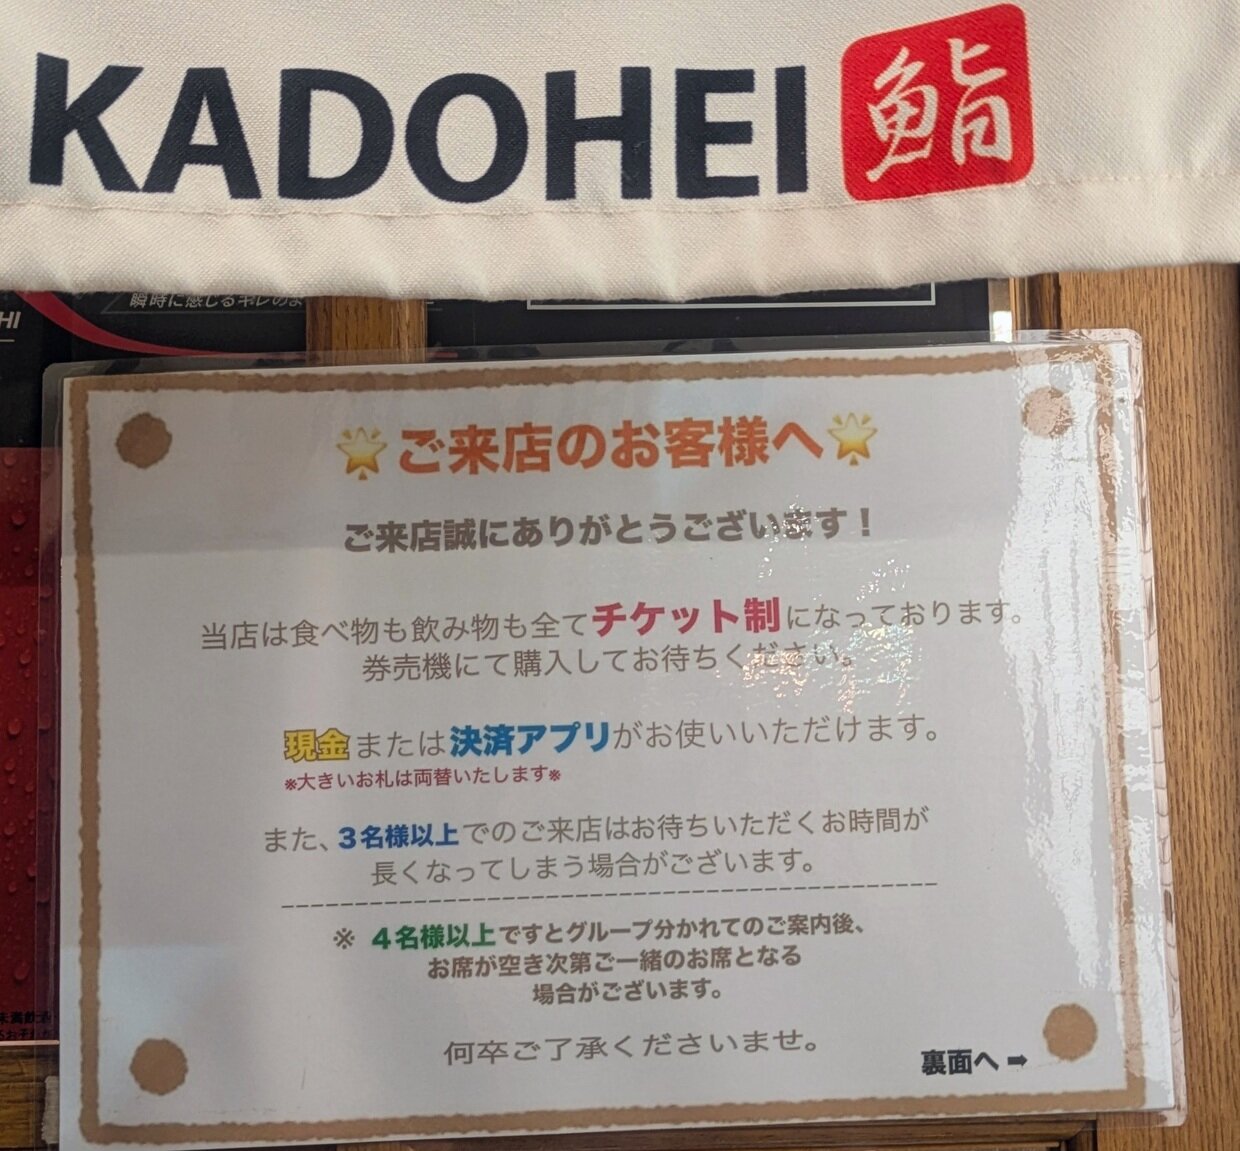 KADOHEI 鮨
瞬時に感じるキレの
HI
🌟ご来店のお客様へ🌟
ご来店誠にありがとうございます！
当店は食べ物も飲み物も全てチケット制になっております。
券売機にて購入してお待ちください。
現金または決済アプリがお使いいただけます。
※大きいお札は両替いたします※
また、3名様以上でのご来店はお待ちいただくお時間が
長くなってしまう場合がございます。
※ 4名様以上ですとグループ分かれてのご案内後、
お席が空き次第ご一緒のお席となる
場合がございます。
何卒ご了承くださいませ。
裏面へ ➡